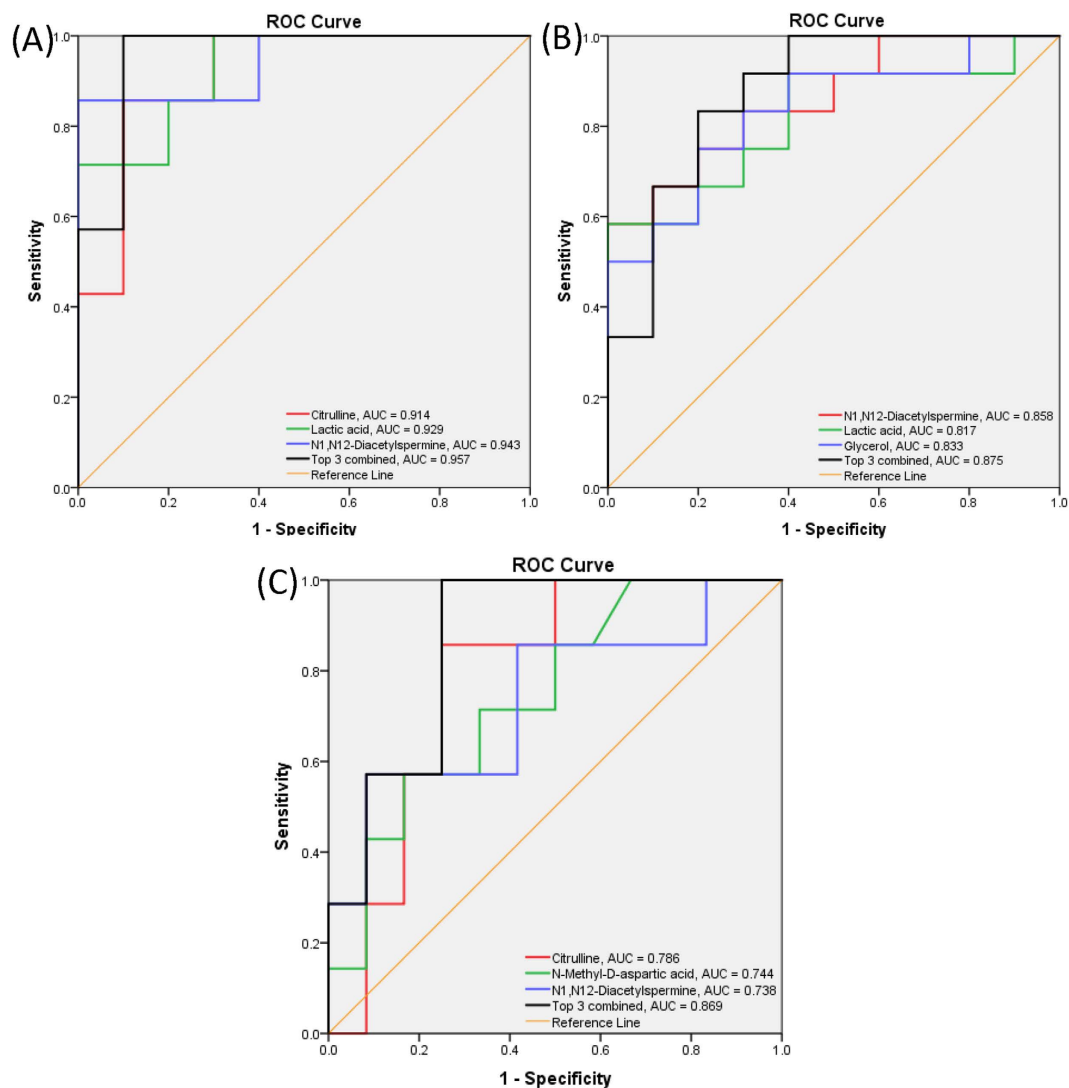 (A)
ROC Curve
Sensitivity
1.0
0.8
0.6
0.4
0.2
0.0
Citrulline, AUC = 0.914
Lactic acid, AUC = 0.929
N1,N12-Diacetylspermine, AUC = 0.943
Top 3 combined, AUC = 0.957
Reference Line
0.0 0.2 0.4 0.6 0.8 1.0
1 - Specificity
(B)
ROC Curve
Sensitivity
1.0
0.8
0.6
0.4
0.2
0.0
N1,N12-Diacetylspermine, AUC = 0.858
Lactic acid, AUC = 0.817
Glycerol, AUC = 0.833
Top 3 combined, AUC = 0.875
Reference Line
0.0 0.2 0.4 0.6 0.8 1.0
1 - Specificity
(C)
ROC Curve
Sensitivity
1.0
0.8
0.6
0.4
0.2
0.0
Citrulline, AUC = 0.786
N-Methyl-D-aspartic acid, AUC = 0.744
N1,N12-Diacetylspermine, AUC = 0.738
Top 3 combined, AUC = 0.869
Reference Line
0.0 0.2 0.4 0.6 0.8 1.0
1 - Specificity